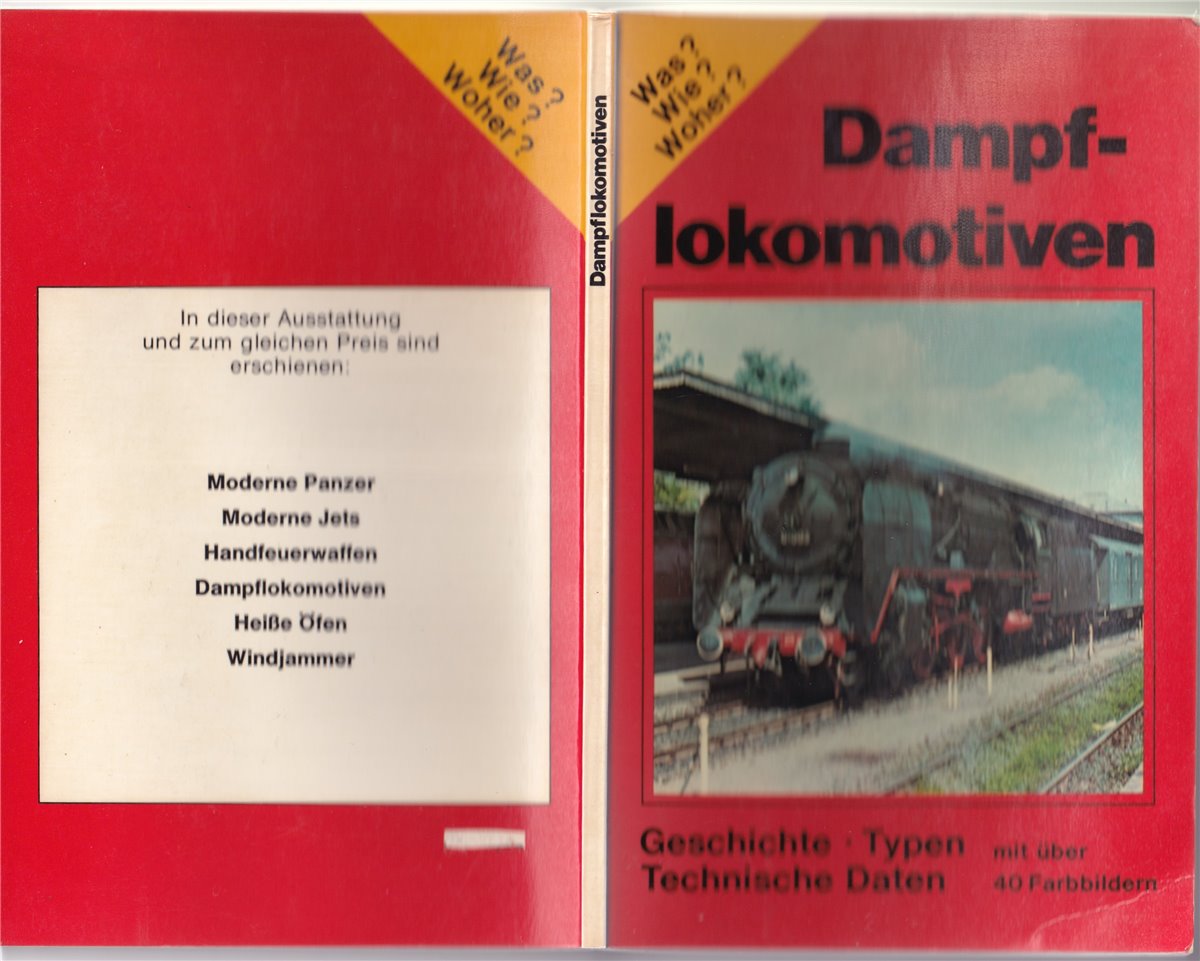 Was?
Wie?
Woher?
In dieser Ausstattung
und zum gleichen Preis sind
erschienen:
Moderne Panzer
Moderne Jets
Handfeuerwaffen
Dampflokomotiven
Heiße Öfen
Windjammer
Dampflokomotiven
Was?
Wie?
Woher?
Dampf-
lokomotiven
Geschichte · Typen
Technische Daten
mit über
40 Farbbildern